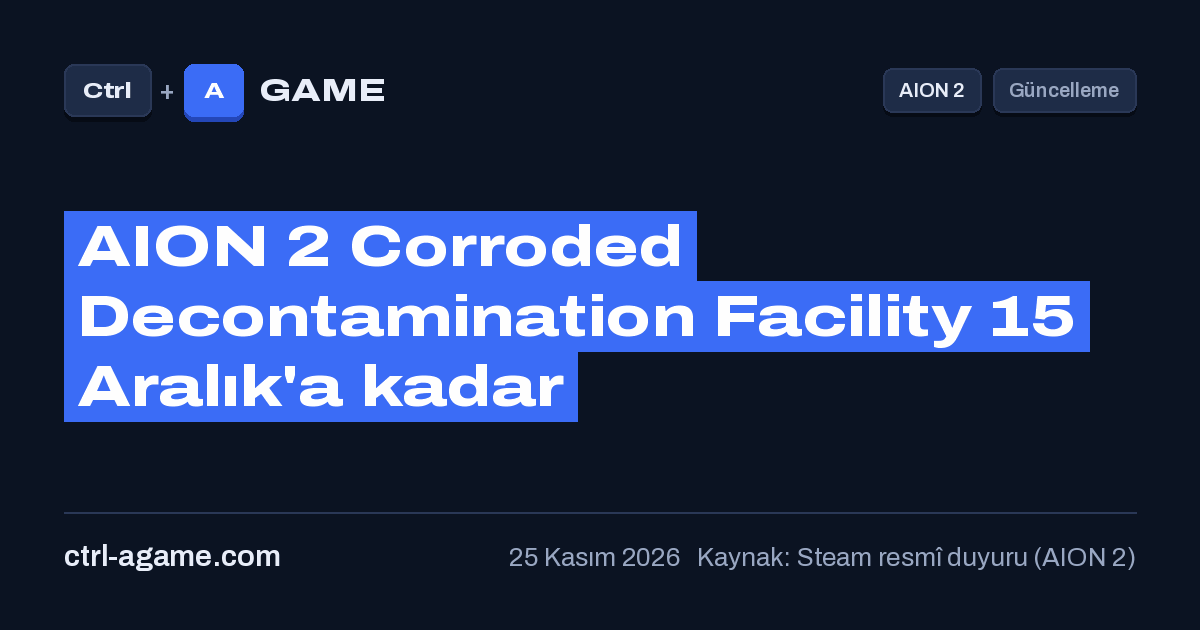 Ctrl + A GAME
AION 2 Güncelleme
AION 2 Corroded
Decontamination Facility 15
Aralık'a kadar
ctrl-agame.com
25 Kasım 2026 Kaynak: Steam resmî duyuru (AION 2)